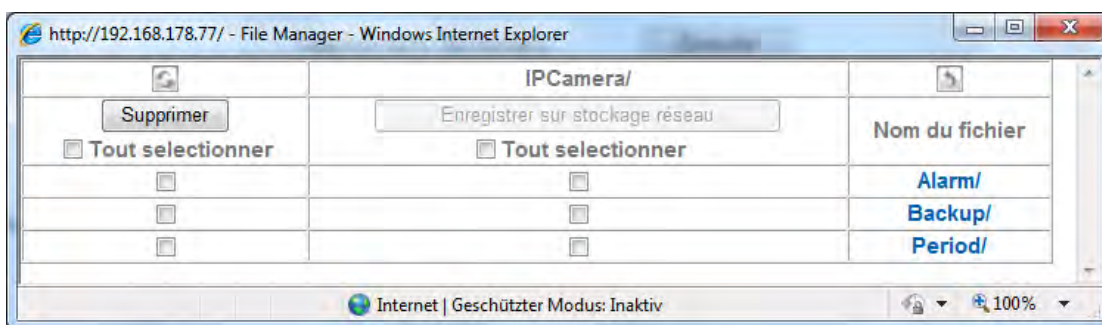 http://192.168.178.77/ - File Manager - Windows Internet Explorer
IPCamera/
Supprimer
Enregistrer sur stockage réseau
Nom du fichier
Tout selectionner
Tout selectionner
Alarm/
Backup/
Period/
Internet | Geschützter Modus: Inaktiv
100%